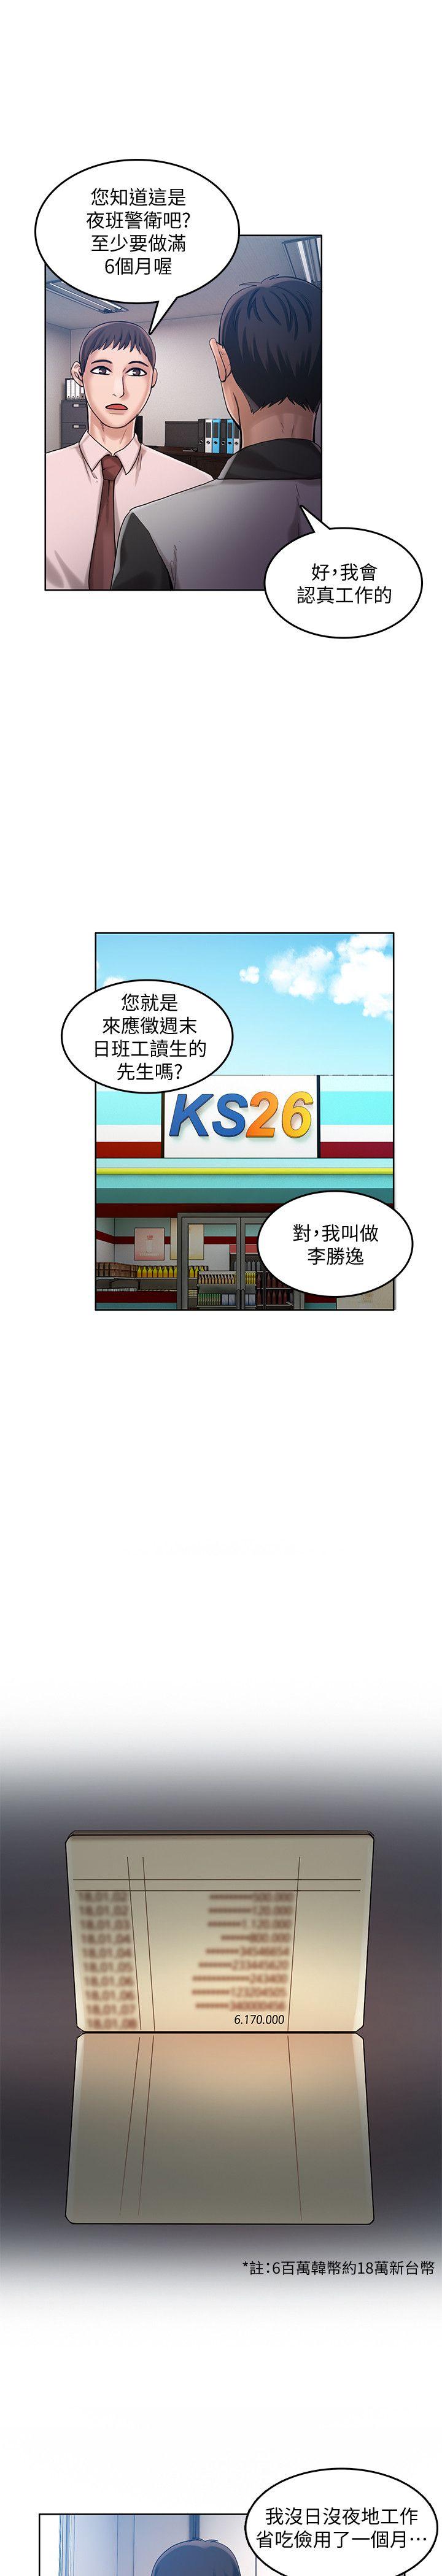 您知道這是
夜班警衛吧?
至少要做滿
6個月喔
好,我會
認真工作的
您就是
來應徵週末
日班工讀生的
先生嗎?
KS26
對,我叫做
李勝逸
18.01.02
18.01.02
18.01.03
18.01.04
18.01.05
18.01.06
18.01.06
18.01.07
18.01.08
6.170.000
*註:6百萬韓幣約18萬新台幣
我沒日沒夜地工作
省吃儉用了一個月…